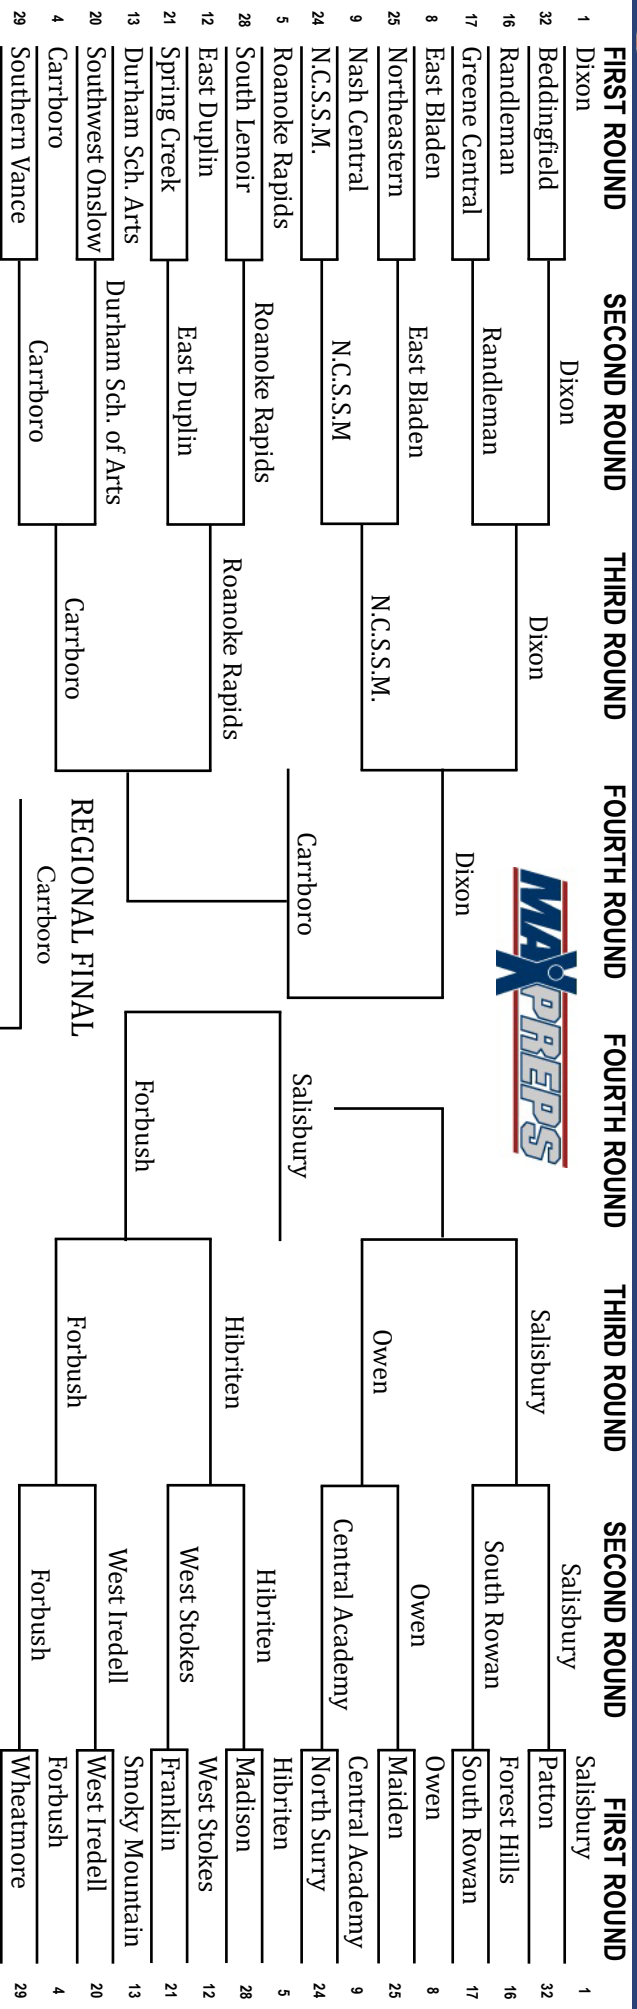 FIRST ROUND SECOND ROUND THIRD ROUND FOURTH ROUND FOURTH ROUND THIRD ROUND SECOND ROUND FIRST ROUND
1 Dixon Salisbury 1
Dixon Salisbury
32 Beddingfield Patton 32
Dixon MAXPREPS Salisbury
16 Randleman Forest Hills 16
Randleman South Rowan
17 Greene Central South Rowan 17
Dixon
8 East Bladen Owen 8
East Bladen Owen
25 Northeastern Maiden 25
N.C.S.S.M. Owen
9 Nash Central Central Academy 9
N.C.S.S.M Central Academy
24 N.C.S.S.M. North Surry 24
Carrboro Salisbury
5 Roanoke Rapids Hibriten 5
Roanoke Rapids Hibriten
28 South Lenoir Madison 28
Roanoke Rapids Hibriten
12 East Duplin West Stokes 12
East Duplin West Stokes
21 Spring Creek Franklin 21
Forbush
13 Durham Sch. Arts Smoky Mountain 13
Durham Sch. of Arts West Iredell
20 Southwest Onslow West Iredell 20
REGIONAL FINAL
Carrboro Forbush
4 Carrboro Forbush 4
Carrboro Carrboro Forbush
29 Southern Vance Wheatmore 29